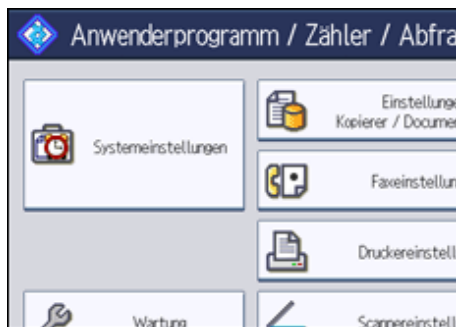 Anwenderprogramm / Zähler / Abfra
Systemeinstellungen
Einstellunge
Kopierer / Documen
Faxeinstellun
Druckereinstell
Wartung
Scannereinstell